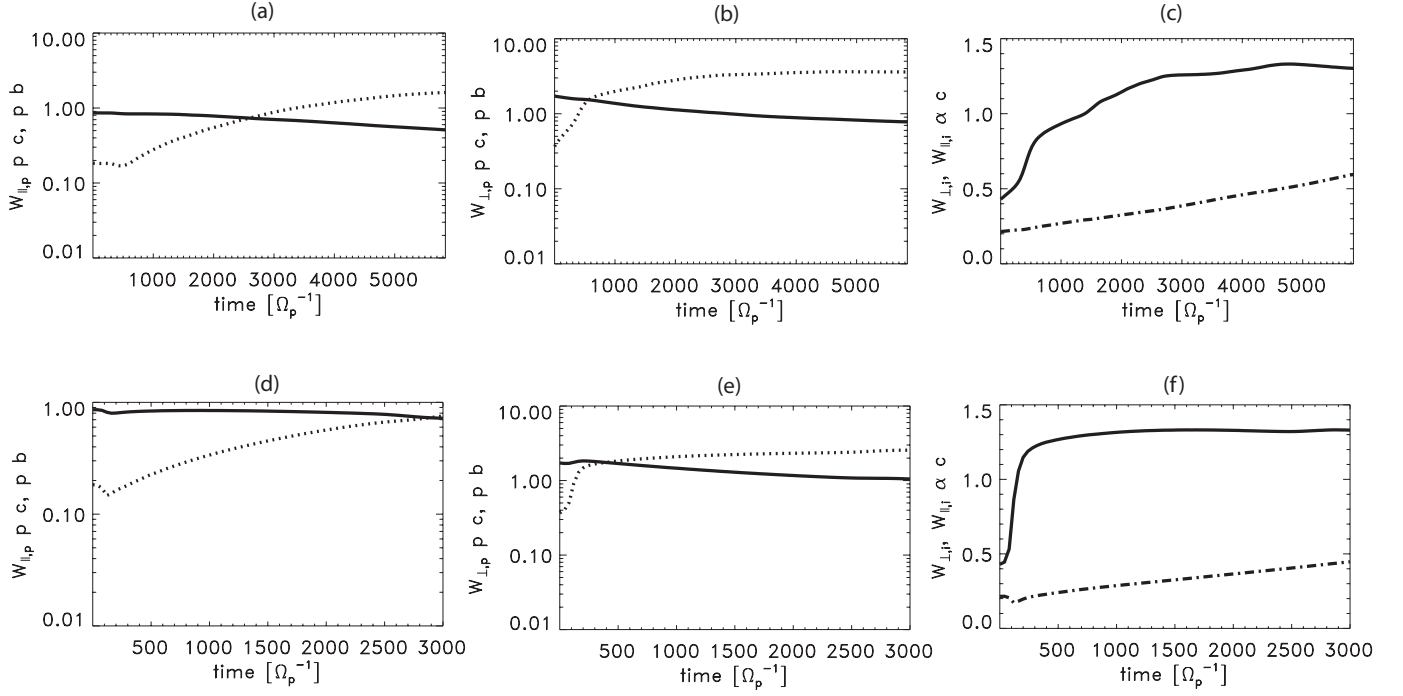 (a)
W∥,p p c, p b
10.00
1.00
0.10
0.01
1000 2000 3000 4000 5000
time [Ωp⁻¹]
(b)
W⊥,p p c, p b
10.00
1.00
0.10
0.01
1000 2000 3000 4000 5000
time [Ωp⁻¹]
(c)
W⊥,i, W∥,i α c
1.5
1.0
0.5
0.0
1000 2000 3000 4000 5000
time [Ωp⁻¹]
(d)
W∥,p p c, p b
1.00
0.10
0.01
500 1000 1500 2000 2500 3000
time [Ωp⁻¹]
(e)
W⊥,p p c, p b
10.00
1.00
0.10
0.01
500 1000 1500 2000 2500 3000
time [Ωp⁻¹]
(f)
W⊥,i, W∥,i α c
1.5
1.0
0.5
0.0
500 1000 1500 2000 2500 3000
time [Ωp⁻¹]